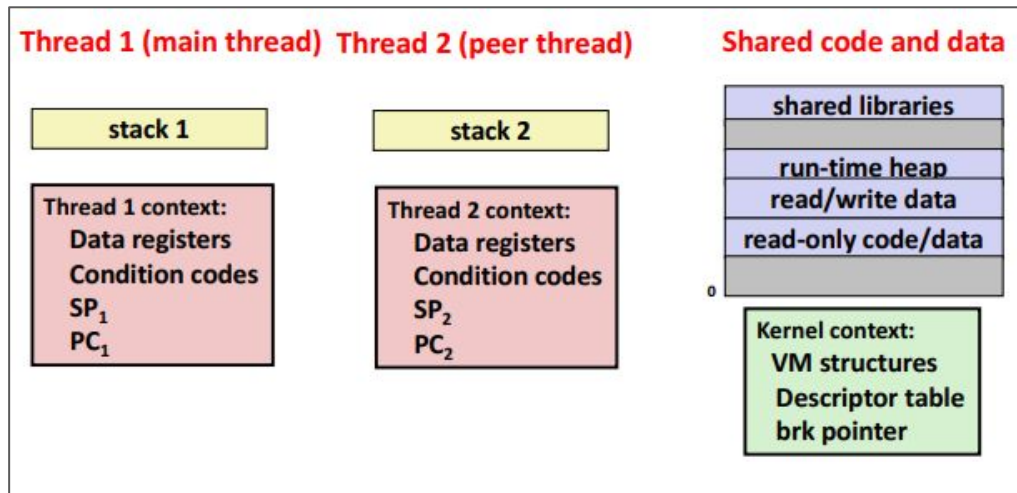 Thread 1 (main thread)
Thread 2 (peer thread)
Shared code and data
stack 1
Thread 1 context:
Data registers
Condition codes
SP₁
PC₁
stack 2
Thread 2 context:
Data registers
Condition codes
SP₂
PC₂
shared libraries
run-time heap
read/write data
read-only code/data
0
Kernel context:
VM structures
Descriptor table
brk pointer